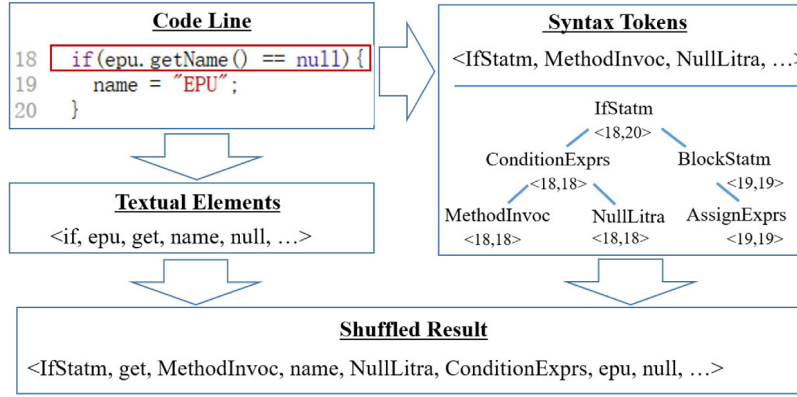 Code Line
18 if(epu.getName() == null){
19 name = "EPU";
20 }
Syntax Tokens
<IfStatm, MethodInvoc, NullLitra, …>
IfStatm
<18,20>
ConditionExprs BlockStatm
<18,18> <19,19>
MethodInvoc NullLitra AssignExprs
<18,18> <18,18> <19,19>
Textual Elements
<if, epu, get, name, null, …>
Shuffled Result
<IfStatm, get, MethodInvoc, name, NullLitra, ConditionExprs, epu, null, …>